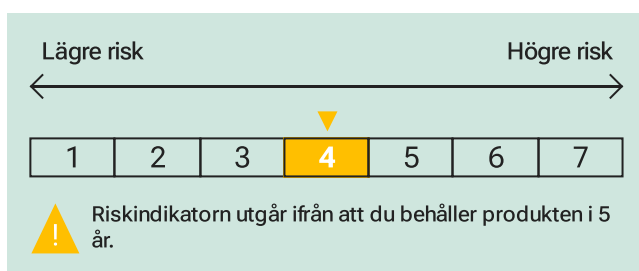 Lägre risk Högre risk
1 2 3 4 5 6 7
! Riskindikatorn utgår ifrån att du behåller produkten i 5
år.